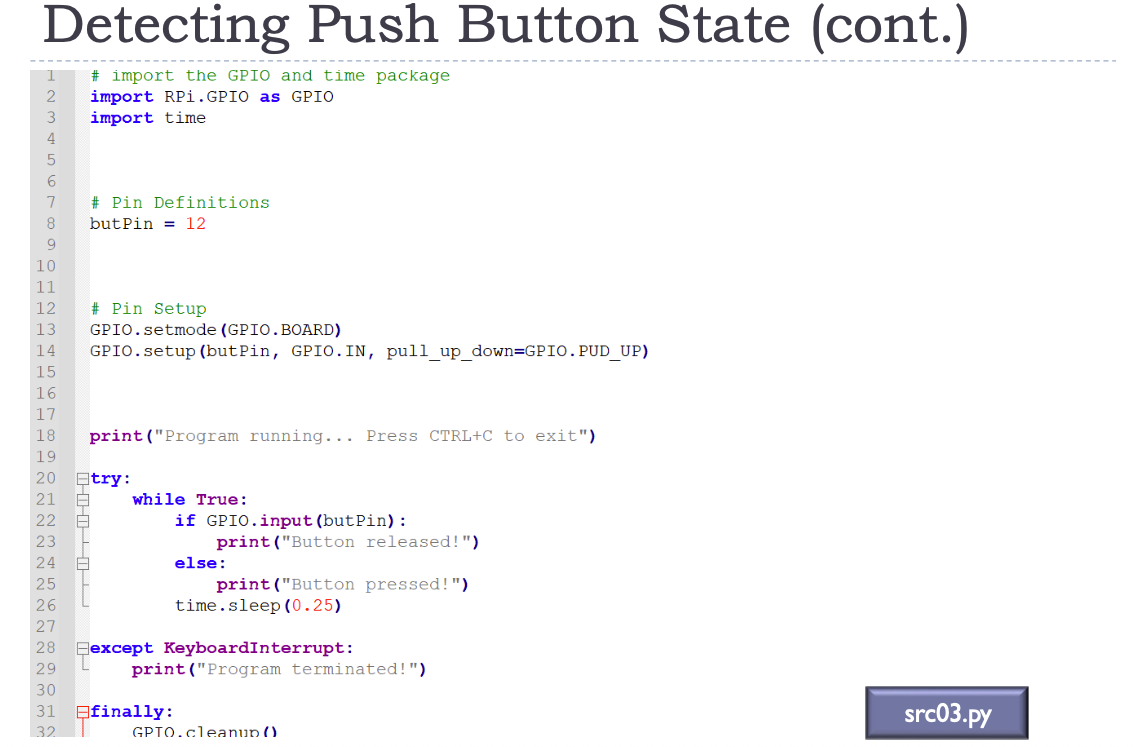 Detecting Push Button State (cont.)
1 # import the GPIO and time package
2 import RPi.GPIO as GPIO
3 import time
4
5
6
7 # Pin Definitions
8 butPin = 12
9
10
11
12 # Pin Setup
13 GPIO.setmode(GPIO.BOARD)
14 GPIO.setup(butPin, GPIO.IN, pull_up_down=GPIO.PUD_UP)
15
16
17
18 print("Program running... Press CTRL+C to exit")
19
20 try:
21     while True:
22         if GPIO.input(butPin):
23             print("Button released!")
24         else:
25             print("Button pressed!")
26         time.sleep(0.25)
27
28 except KeyboardInterrupt:
29     print("Program terminated!")
30
31 finally:
32     GPIO.cleanup()
src03.py